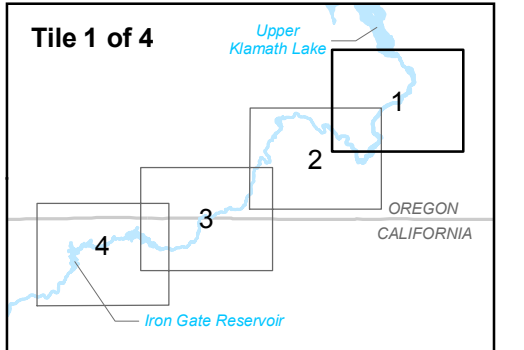 Tile 1 of 4
Upper
Klamath Lake
1
2
OREGON
3
CALIFORNIA
4
Iron Gate Reservoir